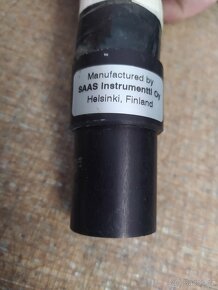 Manufactured by
SAAS Instrumentti Oy
Helsinki, Finland